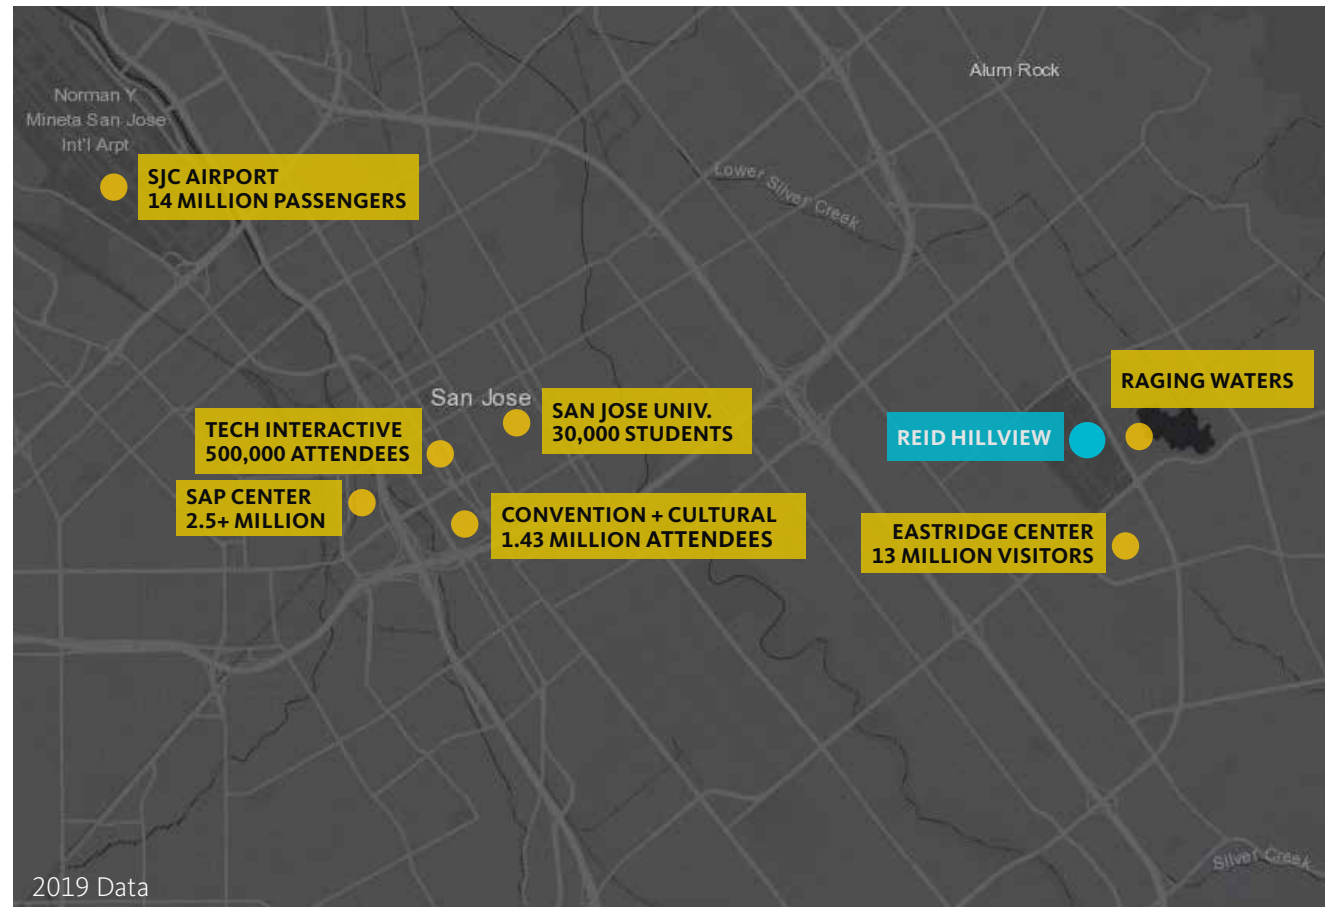 Alum Rock
Norman Y
Mineta San Jose
Int'l Arpt
SJC AIRPORT
14 MILLION PASSENGERS
Lower Silver Creek
RAGING WATERS
San Jose
SAN JOSE UNIV.
30,000 STUDENTS
TECH INTERACTIVE
500,000 ATTENDEES
REID HILLVIEW
SAP CENTER
2.5+ MILLION
CONVENTION + CULTURAL
1.43 MILLION ATTENDEES
EASTRIDGE CENTER
13 MILLION VISITORS
Silver Creek
2019 Data